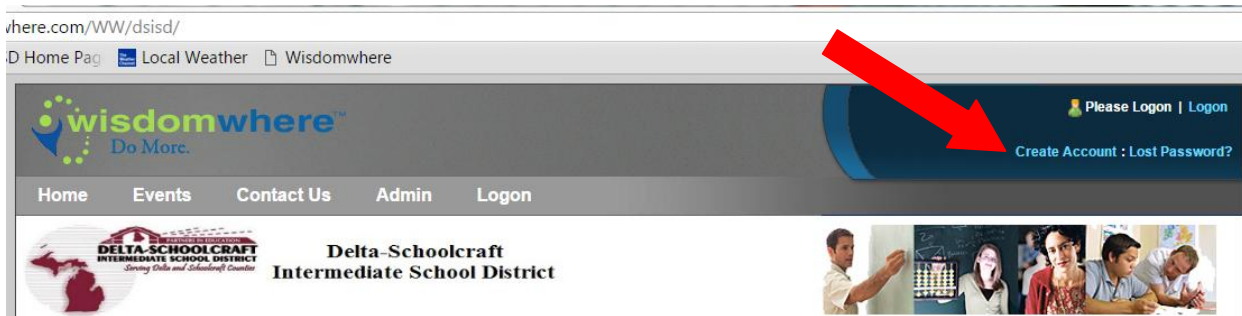 where.com/WW/dsisd/
SD Home Pag Local Weather Wisdomwhere
wisdomwhere™
Do More.
Please Logon | Logon
Create Account : Lost Password?
Home Events Contact Us Admin Logon
PARTNERS IN EDUCATION
DELTA-SCHOOLCRAFT
INTERMEDIATE SCHOOL DISTRICT
Serving Delta and Schoolcraft Counties
Delta-Schoolcraft
Intermediate School District